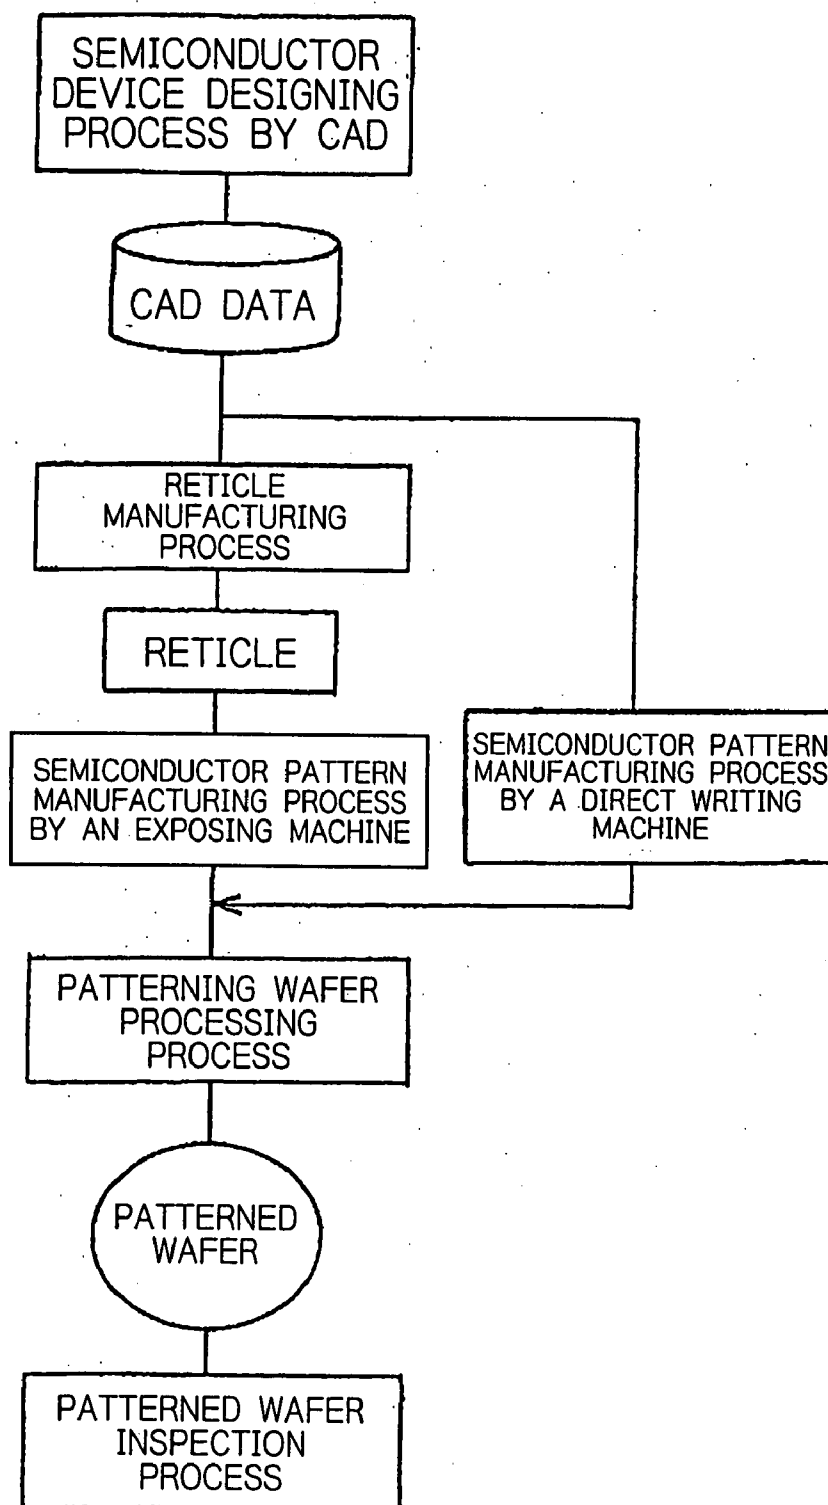 SEMICONDUCTOR
DEVICE DESIGNING
PROCESS BY CAD
CAD DATA
RETICLE
MANUFACTURING
PROCESS
RETICLE
SEMICONDUCTOR PATTERN
MANUFACTURING PROCESS
BY AN EXPOSING MACHINE
SEMICONDUCTOR PATTERN
MANUFACTURING PROCESS
BY A DIRECT WRITING
MACHINE
PATTERNING WAFER
PROCESSING
PROCESS
PATTERNED
WAFER
PATTERNED WAFER
INSPECTION
PROCESS